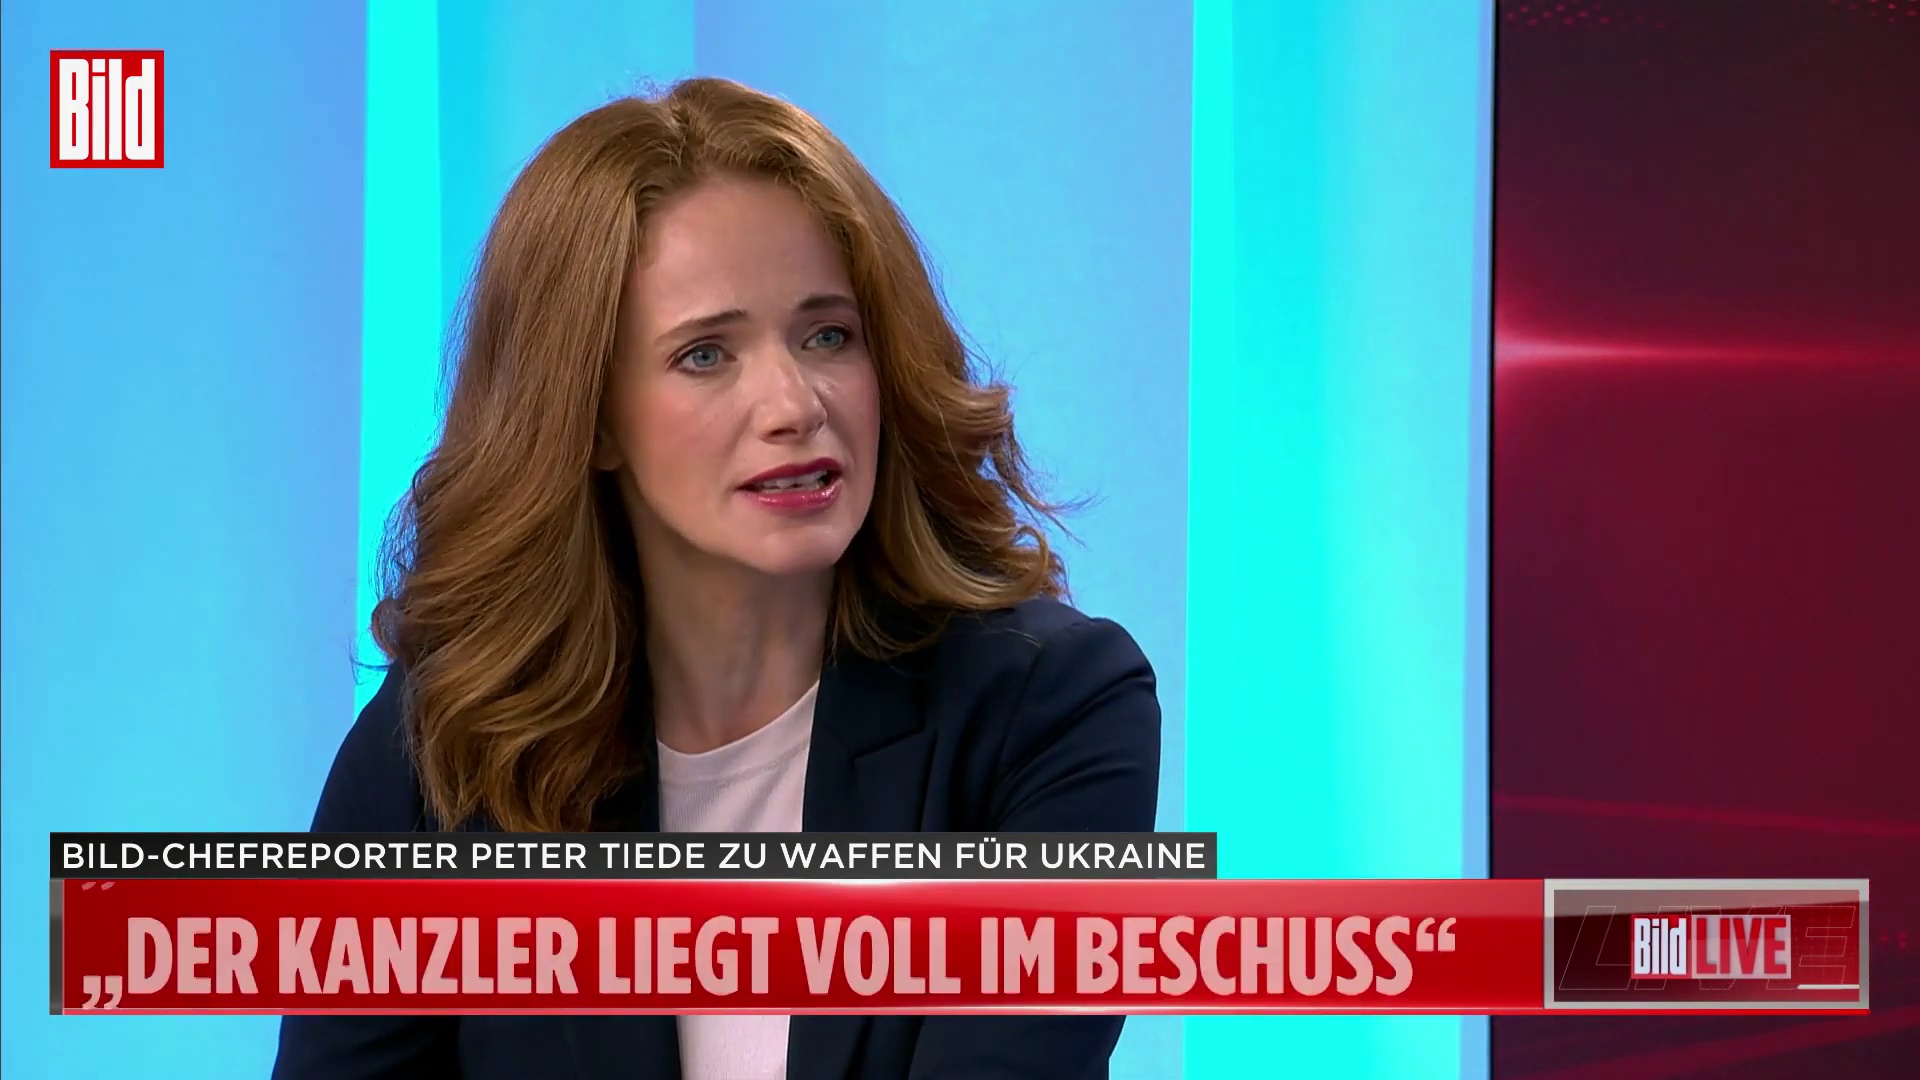 Bild
BILD-CHEFREPORTER PETER TIEDE ZU WAFFEN FÜR UKRAINE
„DER KANZLER LIEGT VOLL IM BESCHUSS“
Bild LIVE